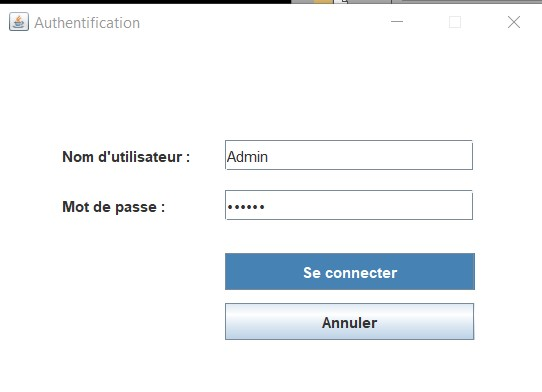 Authentification
Nom d'utilisateur : Admin
Mot de passe : ••••••
Se connecter
Annuler